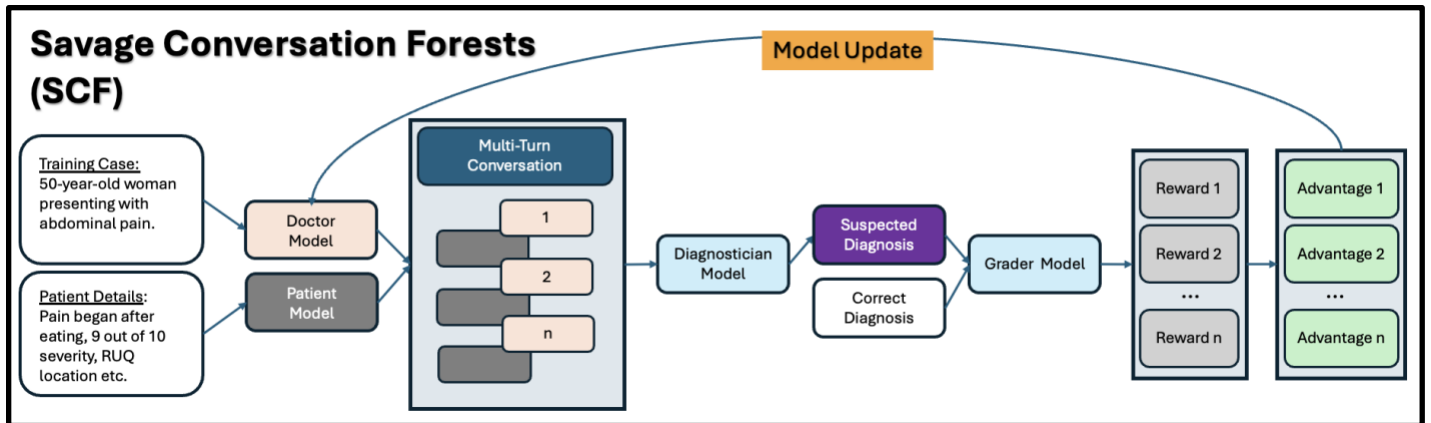 Savage Conversation Forests
(SCF)
Model Update
Training Case:
50-year-old woman
presenting with
abdominal pain.
Patient Details:
Pain began after
eating, 9 out of 10
severity, RUQ
location etc.
Doctor
Model
Patient
Model
Multi-Turn
Conversation
1
2
n
Diagnostician
Model
Suspected
Diagnosis
Correct
Diagnosis
Grader Model
Reward 1
Reward 2
...
Reward n
Advantage 1
Advantage 2
...
Advantage n